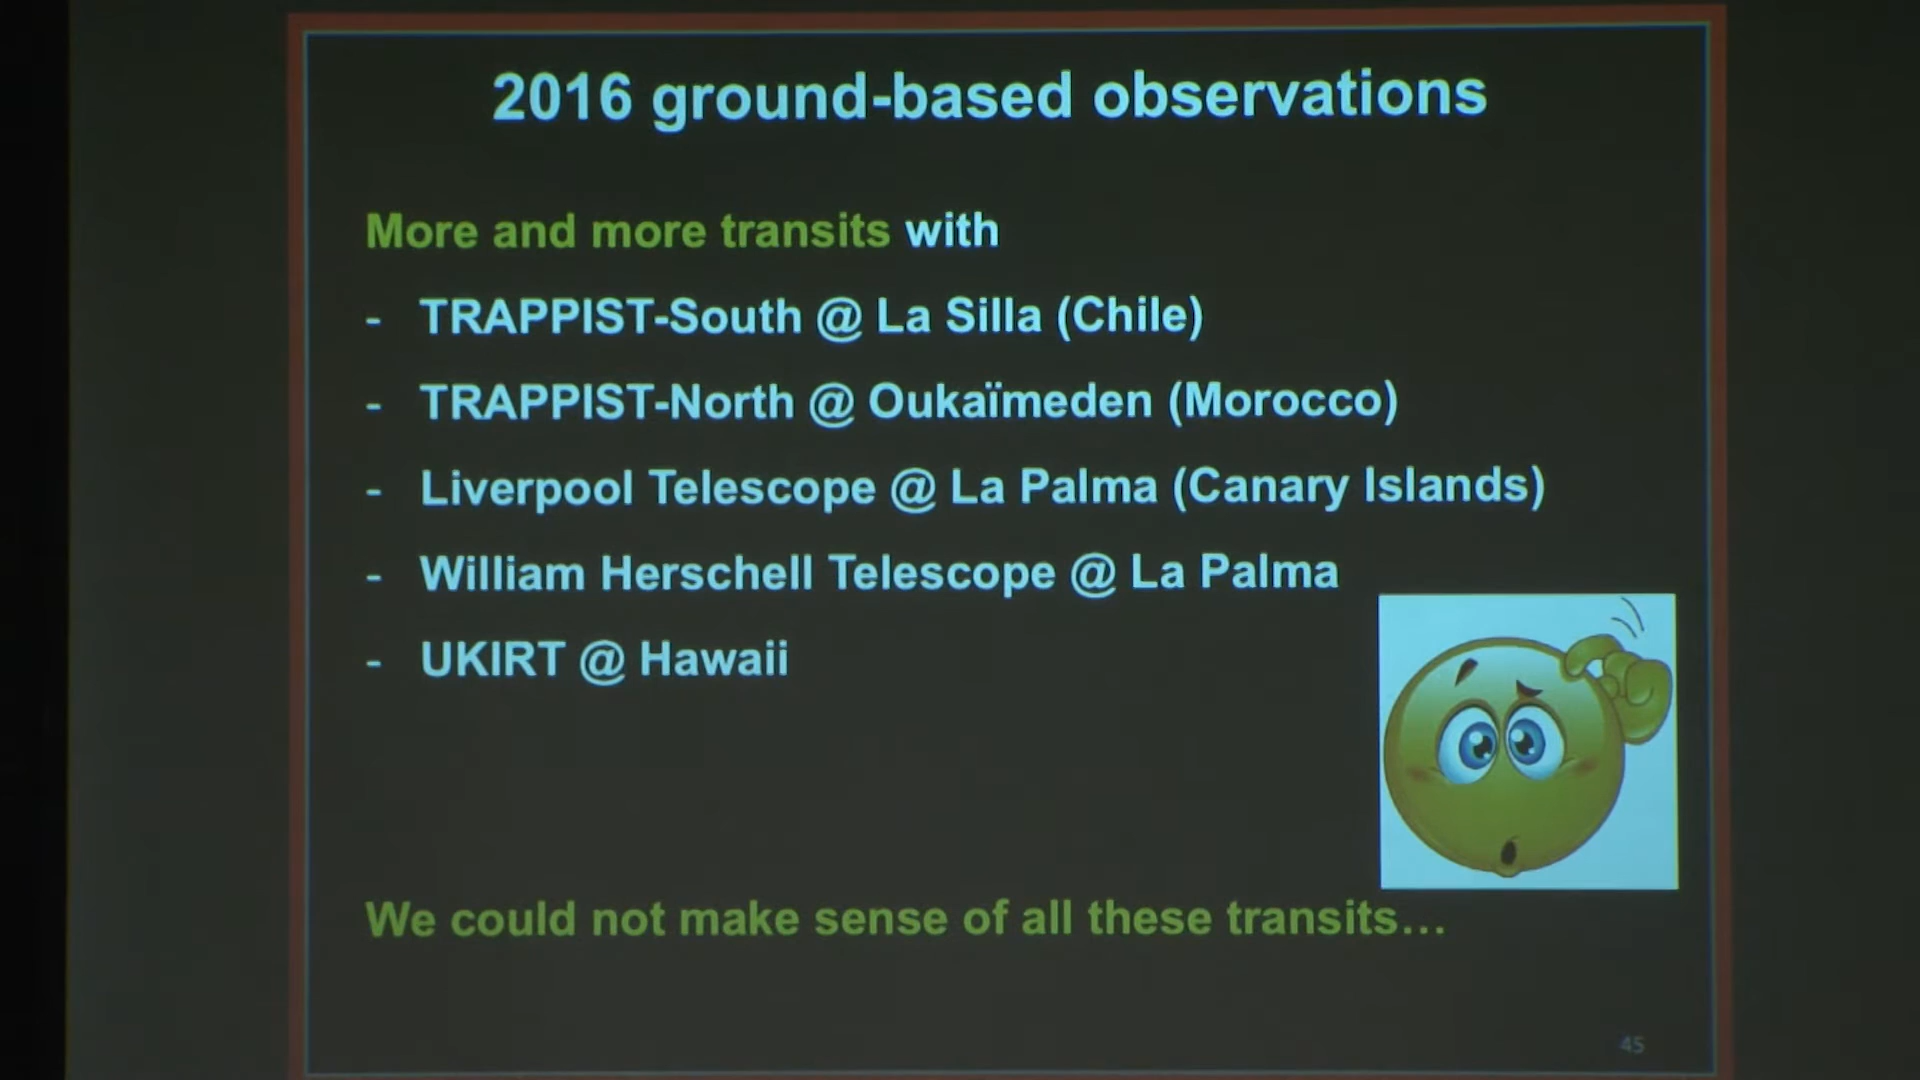 2016 ground-based observations
More and more transits with
- TRAPPIST-South @ La Silla (Chile)
- TRAPPIST-North @ Oukaïmeden (Morocco)
- Liverpool Telescope @ La Palma (Canary Islands)
- William Herschell Telescope @ La Palma
- UKIRT @ Hawaii
We could not make sense of all these transits…
45